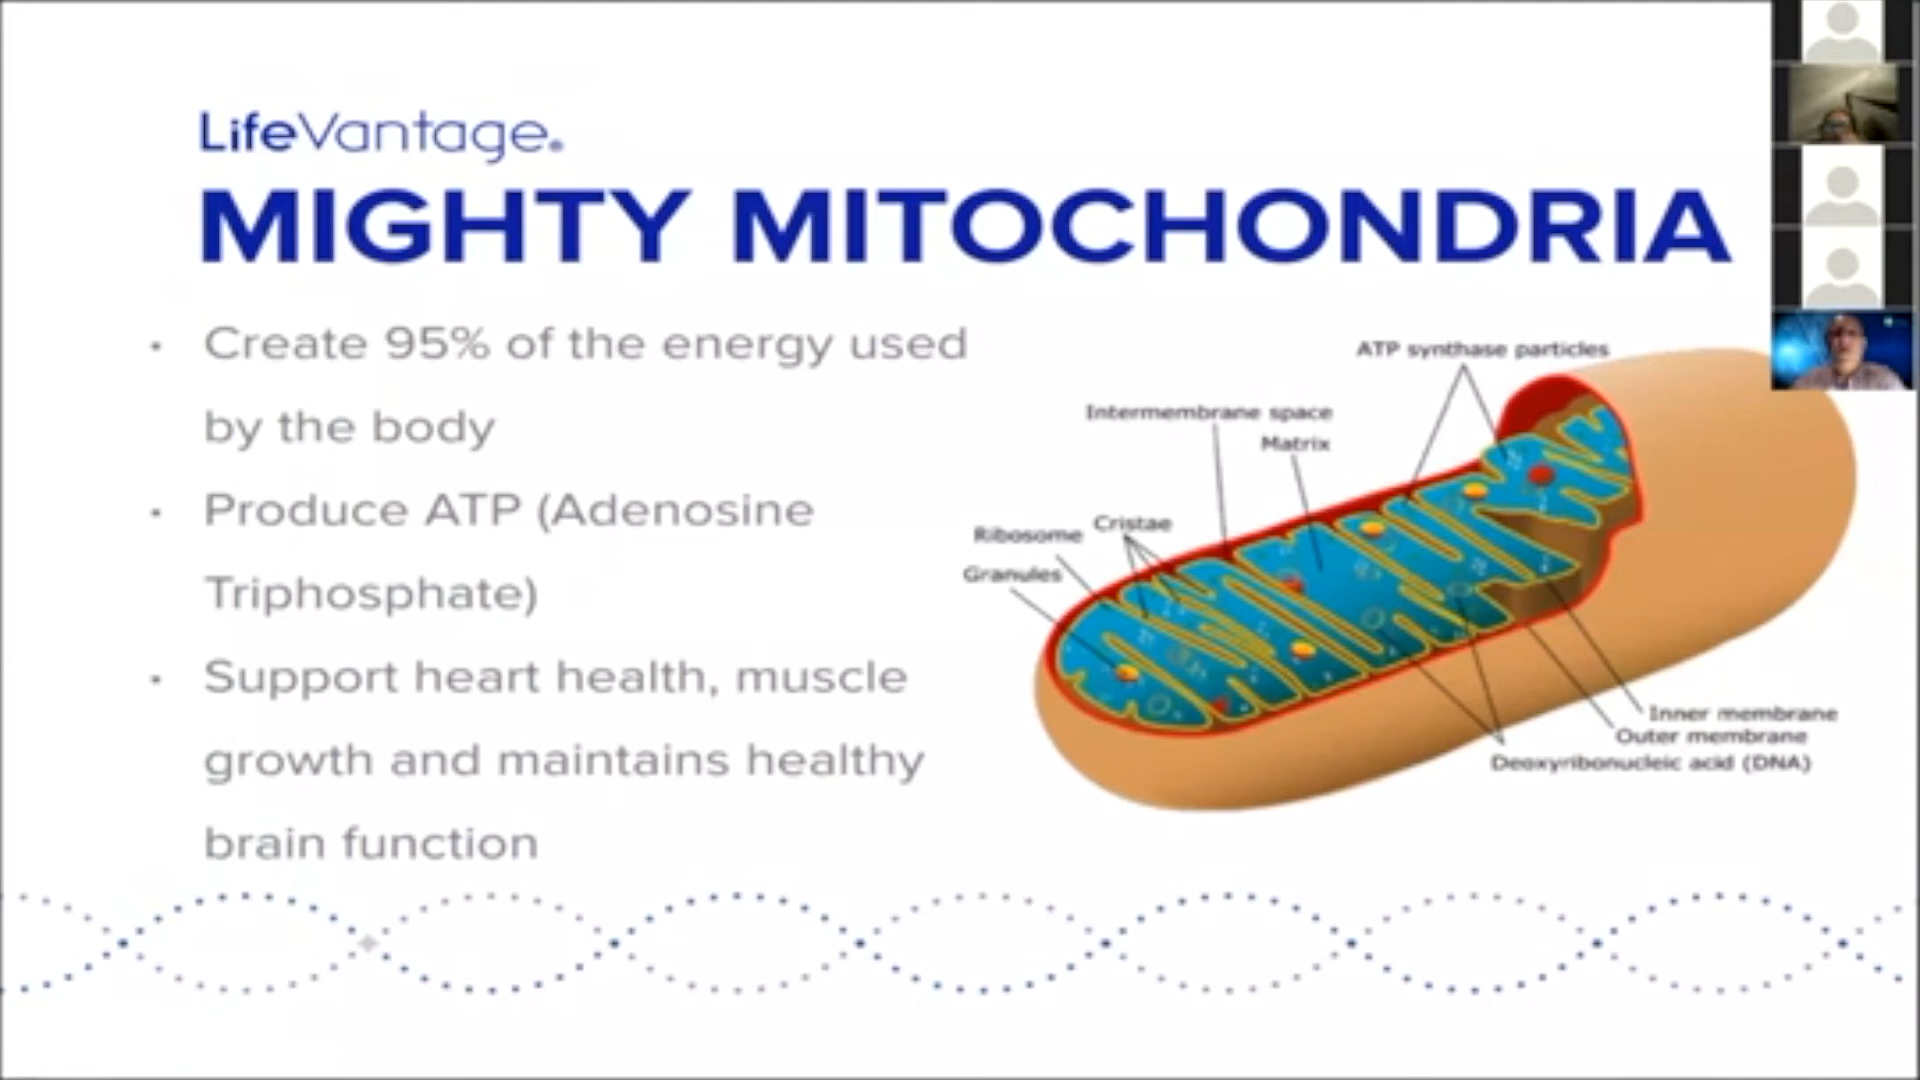 LifeVantage®
MIGHTY MITOCHONDRIA
• Create 95% of the energy used
by the body
• Produce ATP (Adenosine
Triphosphate)
• Support heart health, muscle
growth and maintains healthy
brain function
ATP synthase particles
Intermembrane space
Matrix
Cristae
Ribosome
Granules
Inner membrane
Outer membrane
Deoxyribonucleic acid (DNA)